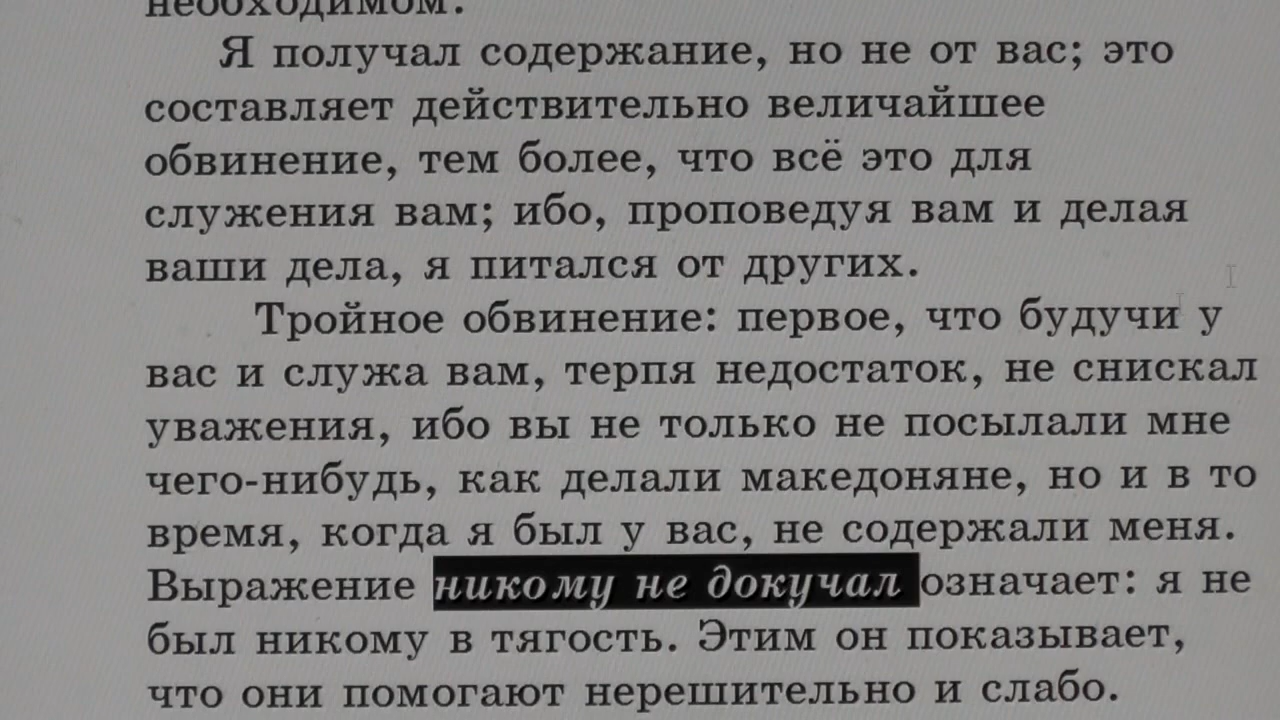 необходимом.
Я получал содержание, но не от вас; это
составляет действительно величайшее
обвинение, тем более, что всё это для
служения вам; ибо, проповедуя вам и делая
ваши дела, я питался от других.
Тройное обвинение: первое, что будучи у
вас и служа вам, терпя недостаток, не снискал
уважения, ибо вы не только не посылали мне
чего-нибудь, как делали македоняне, но и в то
время, когда я был у вас, не содержали меня.
Выражение никому не докучал означает: я не
был никому в тягость. Этим он показывает,
что они помогают нерешительно и слабо.